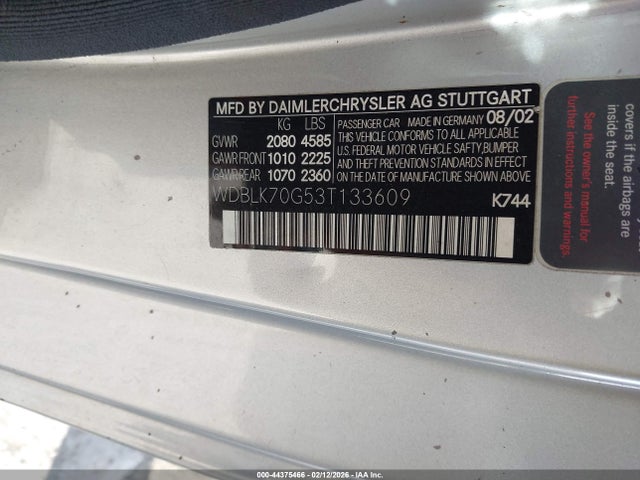 MFD BY DAIMLERCHRYSLER AG STUTTGART
KG LBS
GVWR 2080 4585
GAWR FRONT 1010 2225
GAWR REAR 1070 2360
PASSENGER CAR MADE IN GERMANY 08/02
THIS VEHICLE CONFORMS TO ALL APPLICABLE
U.S. FEDERAL MOTOR VEHICLE SAFTY,BUMPER
AND THEFT PREVENTION STANDARDS IN EFFECT
ON THE DATE OF MANUFACTURE SHOWN ABOVE
WDBLK70G53T133609
K744
covers if the airbags are
inside the seat.
See the owner's manual for
further instructions and warnings.
000-44375466 - 02/12/2026 - IAAI.COM